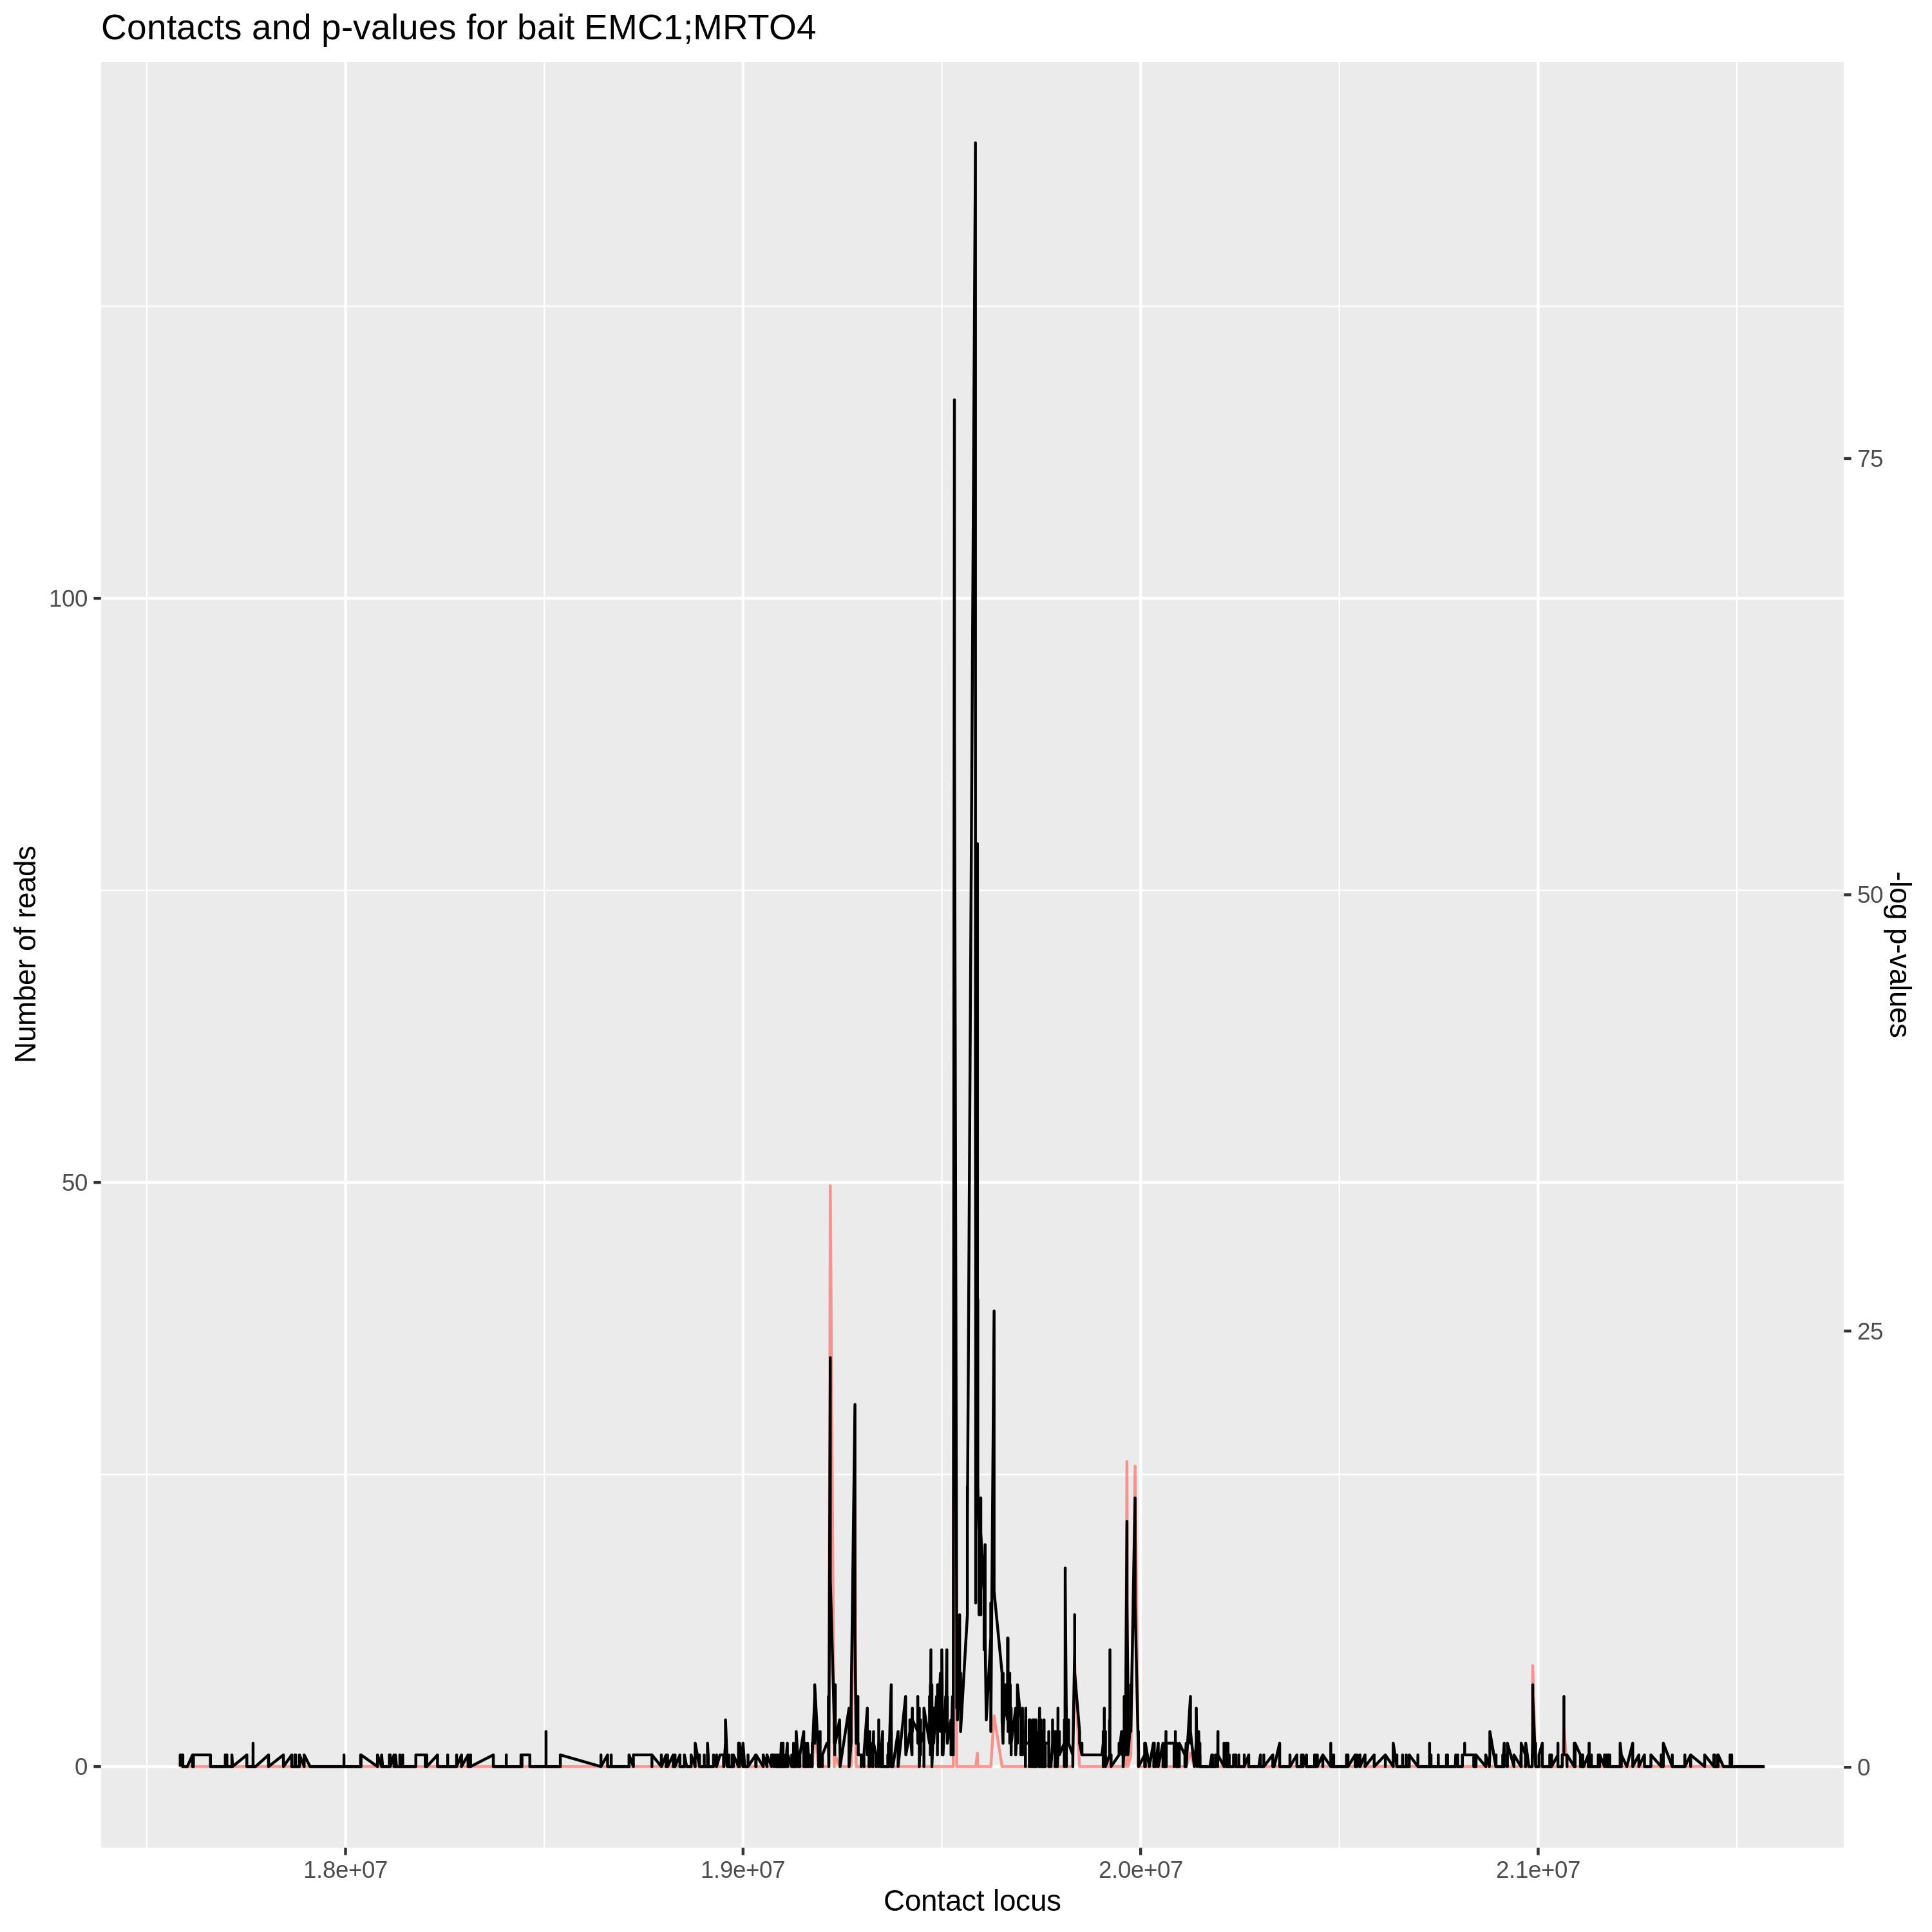 Contacts and p-values for bait EMC1;MRTO4
Number of reads
100
50
0
75
50
25
0
-log p-values
1.8e+07
1.9e+07
2.0e+07
2.1e+07
Contact locus